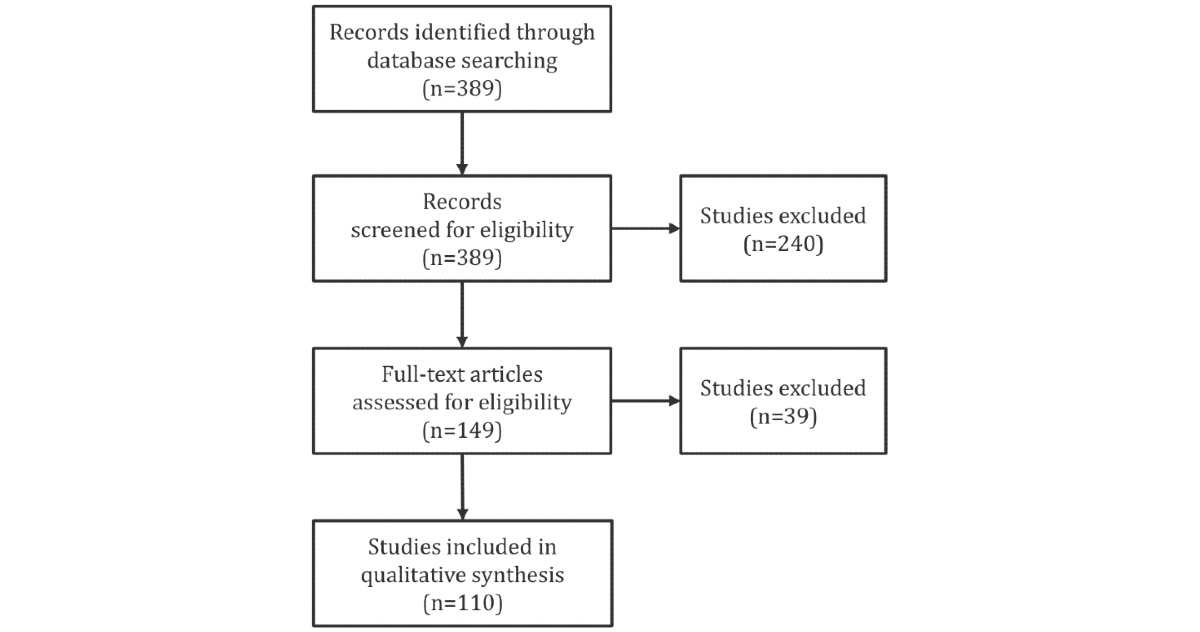 Records identified through
database searching
(n=389)
Records
screened for eligibility
(n=389)
Studies excluded
(n=240)
Full-text articles
assessed for eligibility
(n=149)
Studies excluded
(n=39)
Studies included in
qualitative synthesis
(n=110)